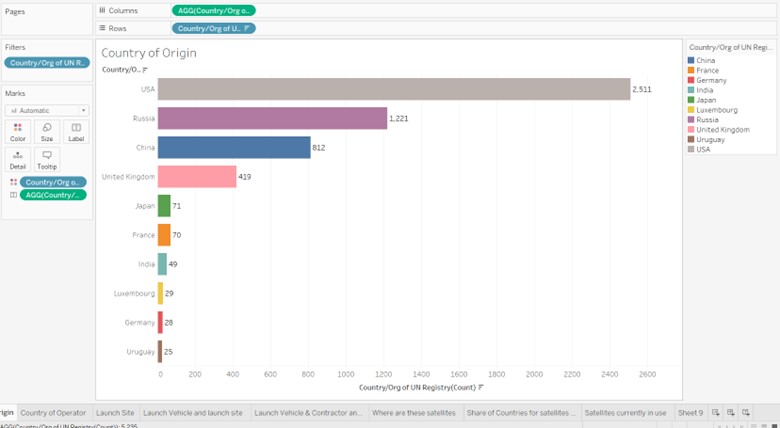 Pages
Columns
AGG(Country/Org o..
Rows
Country/Org of U..
Filters
Country/Org of UN R..
Marks
Automatic
Color
Size
Label
Detail
Tooltip
Country/Org o..
AGG(Country/..
Country of Origin
Country/O..
USA
2,511
Russia
1,221
China
812
United Kingdom
419
Japan
71
France
70
India
49
Luxembourg
29
Germany
28
Uruguay
25
0 200 400 600 800 1000 1200 1400 1600 1800 2000 2200 2400 2600
Country/Org of UN Registry(Count)
Country/Org of UN Regi...
China
France
Germany
India
Japan
Luxembourg
Russia
United Kingdom
Uruguay
USA
rigin Country of Operator Launch Site Launch Vehicle and launch site Launch Vehicle & Contractor an... Where are these satellites Share of Countries for satellites ... Satellites currently in use Sheet 9
AGG(Country/Org of UN Registry(Count)): 5,235